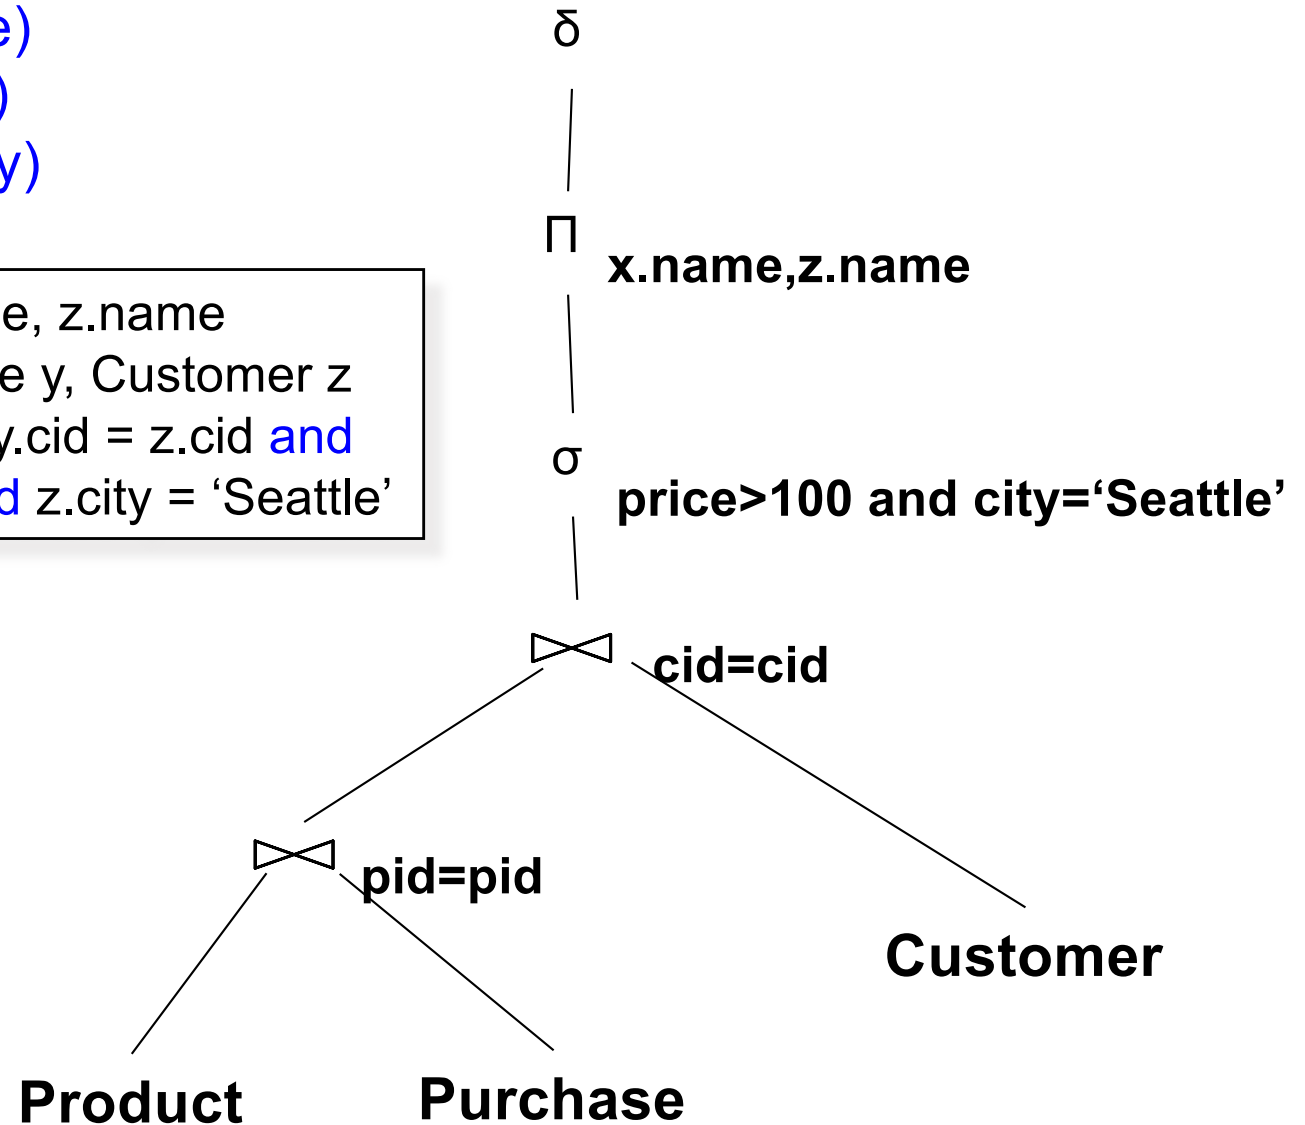 e)
)
y)
e, z.name
e y, Customer z
y.cid = z.cid and
d z.city = ‘Seattle’
δ
Π
x.name,z.name
σ
price>100 and city=‘Seattle’
cid=cid
pid=pid
Customer
Product
Purchase